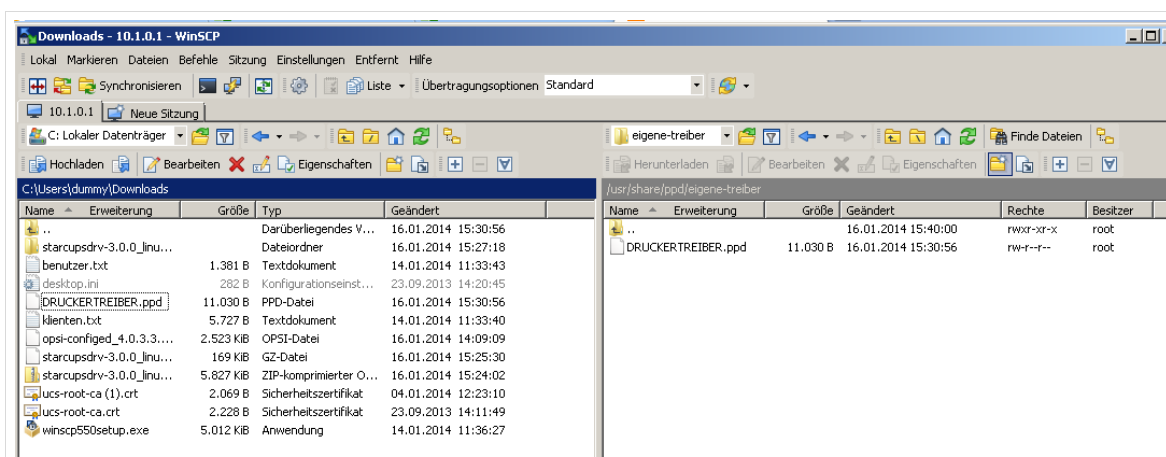 Downloads - 10.1.0.1 - WinSCP
Lokal Markieren Dateien Befehle Sitzung Einstellungen Entfernt Hilfe
Synchronisieren Liste Übertragungsoptionen Standard
10.1.0.1 Neue Sitzung
C: Lokaler Datenträger eigene-treiber Finde Dateien
Hochladen Bearbeiten Eigenschaften Herunterladen Bearbeiten Eigenschaften
C:\Users\dummy\Downloads /usr/share/ppd/eigene-treiber
Name Erweiterung Größe Typ Geändert Name Erweiterung Größe Geändert Rechte Besitzer
.. Darüberliegendes V... 16.01.2014 15:30:56 .. 16.01.2014 15:40:00 rwxr-xr-x root
starcupsdrv-3.0.0_linu... Dateiordner 16.01.2014 15:27:18 DRUCKERTREIBER.ppd 11.030 B 16.01.2014 15:30:56 rw-r--r-- root
benutzer.txt 1.381 B Textdokument 14.01.2014 11:33:43
desktop.ini 282 B Konfigurationseinst... 23.09.2013 14:20:45
DRUCKERTREIBER.ppd 11.030 B PPD-Datei 16.01.2014 15:30:56
klienten.txt 5.727 B Textdokument 14.01.2014 11:33:40
opsi-configed_4.0.3.3.... 2.523 KiB OPSI-Datei 16.01.2014 14:09:09
starcupsdrv-3.0.0_linu... 169 KiB GZ-Datei 16.01.2014 15:25:30
starcupsdrv-3.0.0_linu... 5.827 KiB ZIP-komprimierter O... 16.01.2014 15:24:02
ucs-root-ca (1).crt 2.069 B Sicherheitszertifikat 04.01.2014 12:23:10
ucs-root-ca.crt 2.228 B Sicherheitszertifikat 23.09.2013 14:11:49
winscp550setup.exe 5.012 KiB Anwendung 14.01.2014 11:36:27